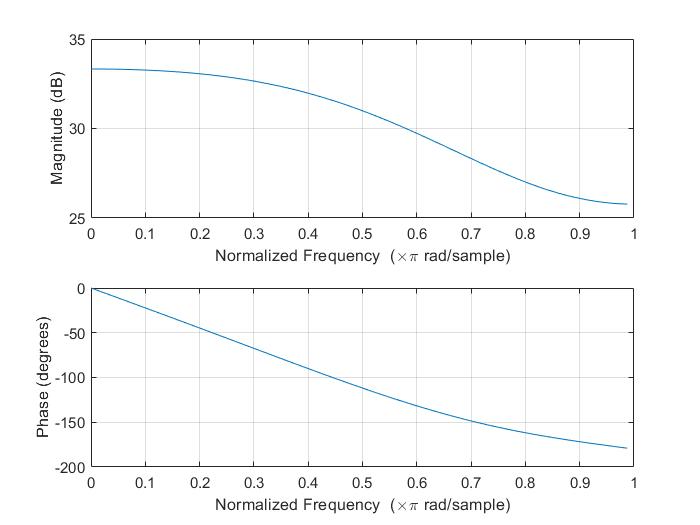 35
30
25
Magnitude (dB)
0 0.1 0.2 0.3 0.4 0.5 0.6 0.7 0.8 0.9 1
Normalized Frequency (×π rad/sample)
0
-50
-100
-150
-200
Phase (degrees)
0 0.1 0.2 0.3 0.4 0.5 0.6 0.7 0.8 0.9 1
Normalized Frequency (×π rad/sample)